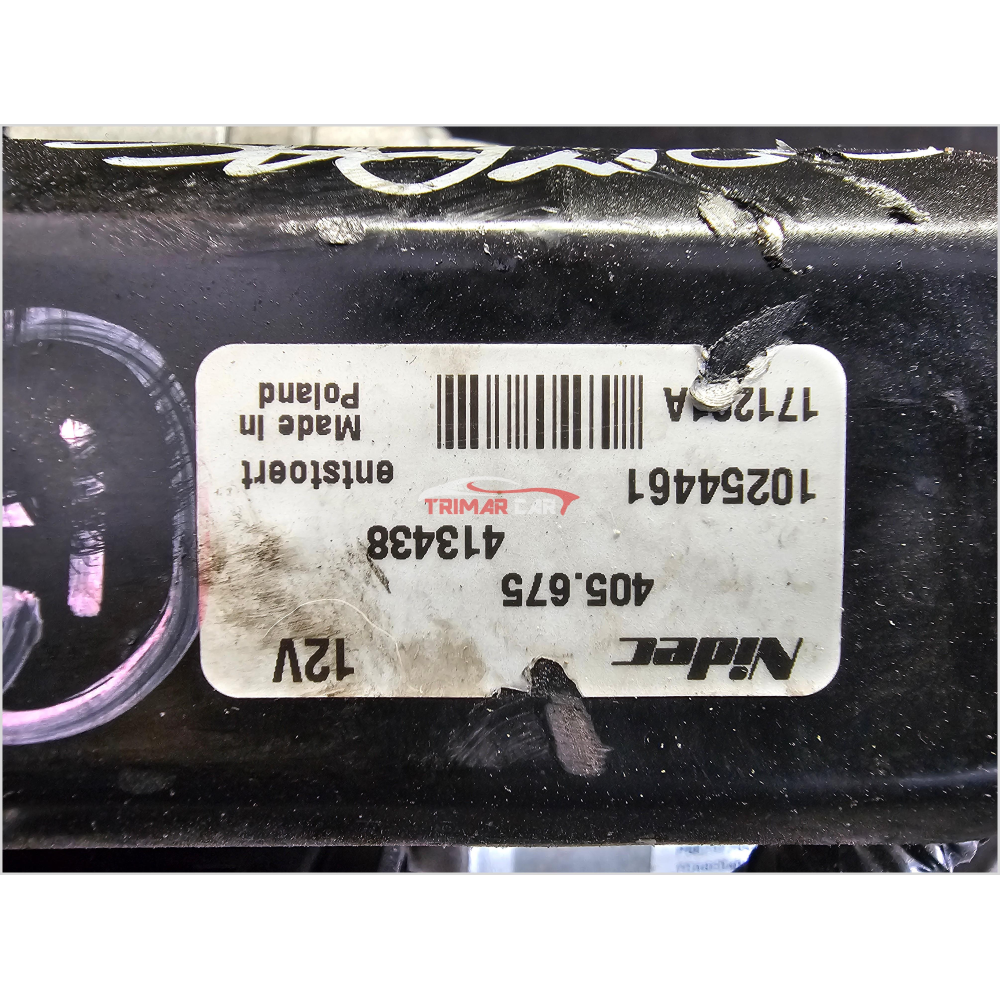 Nidec 12V
405.675
413438
10254461 entstoert
Made In
Poland
TRIMAR CAR